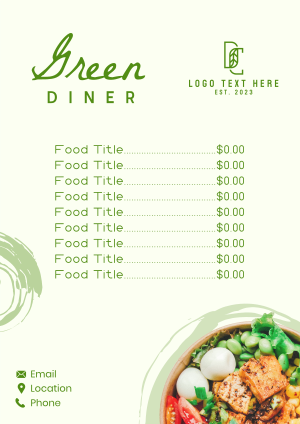 Green
DINER
LOGO TEXT HERE
EST. 2023
Food Title..............................$0.00
Food Title..............................$0.00
Food Title..............................$0.00
Food Title..............................$0.00
Food Title..............................$0.00
Food Title..............................$0.00
Food Title..............................$0.00
Food Title..............................$0.00
Food Title..............................$0.00
Email
Location
Phone